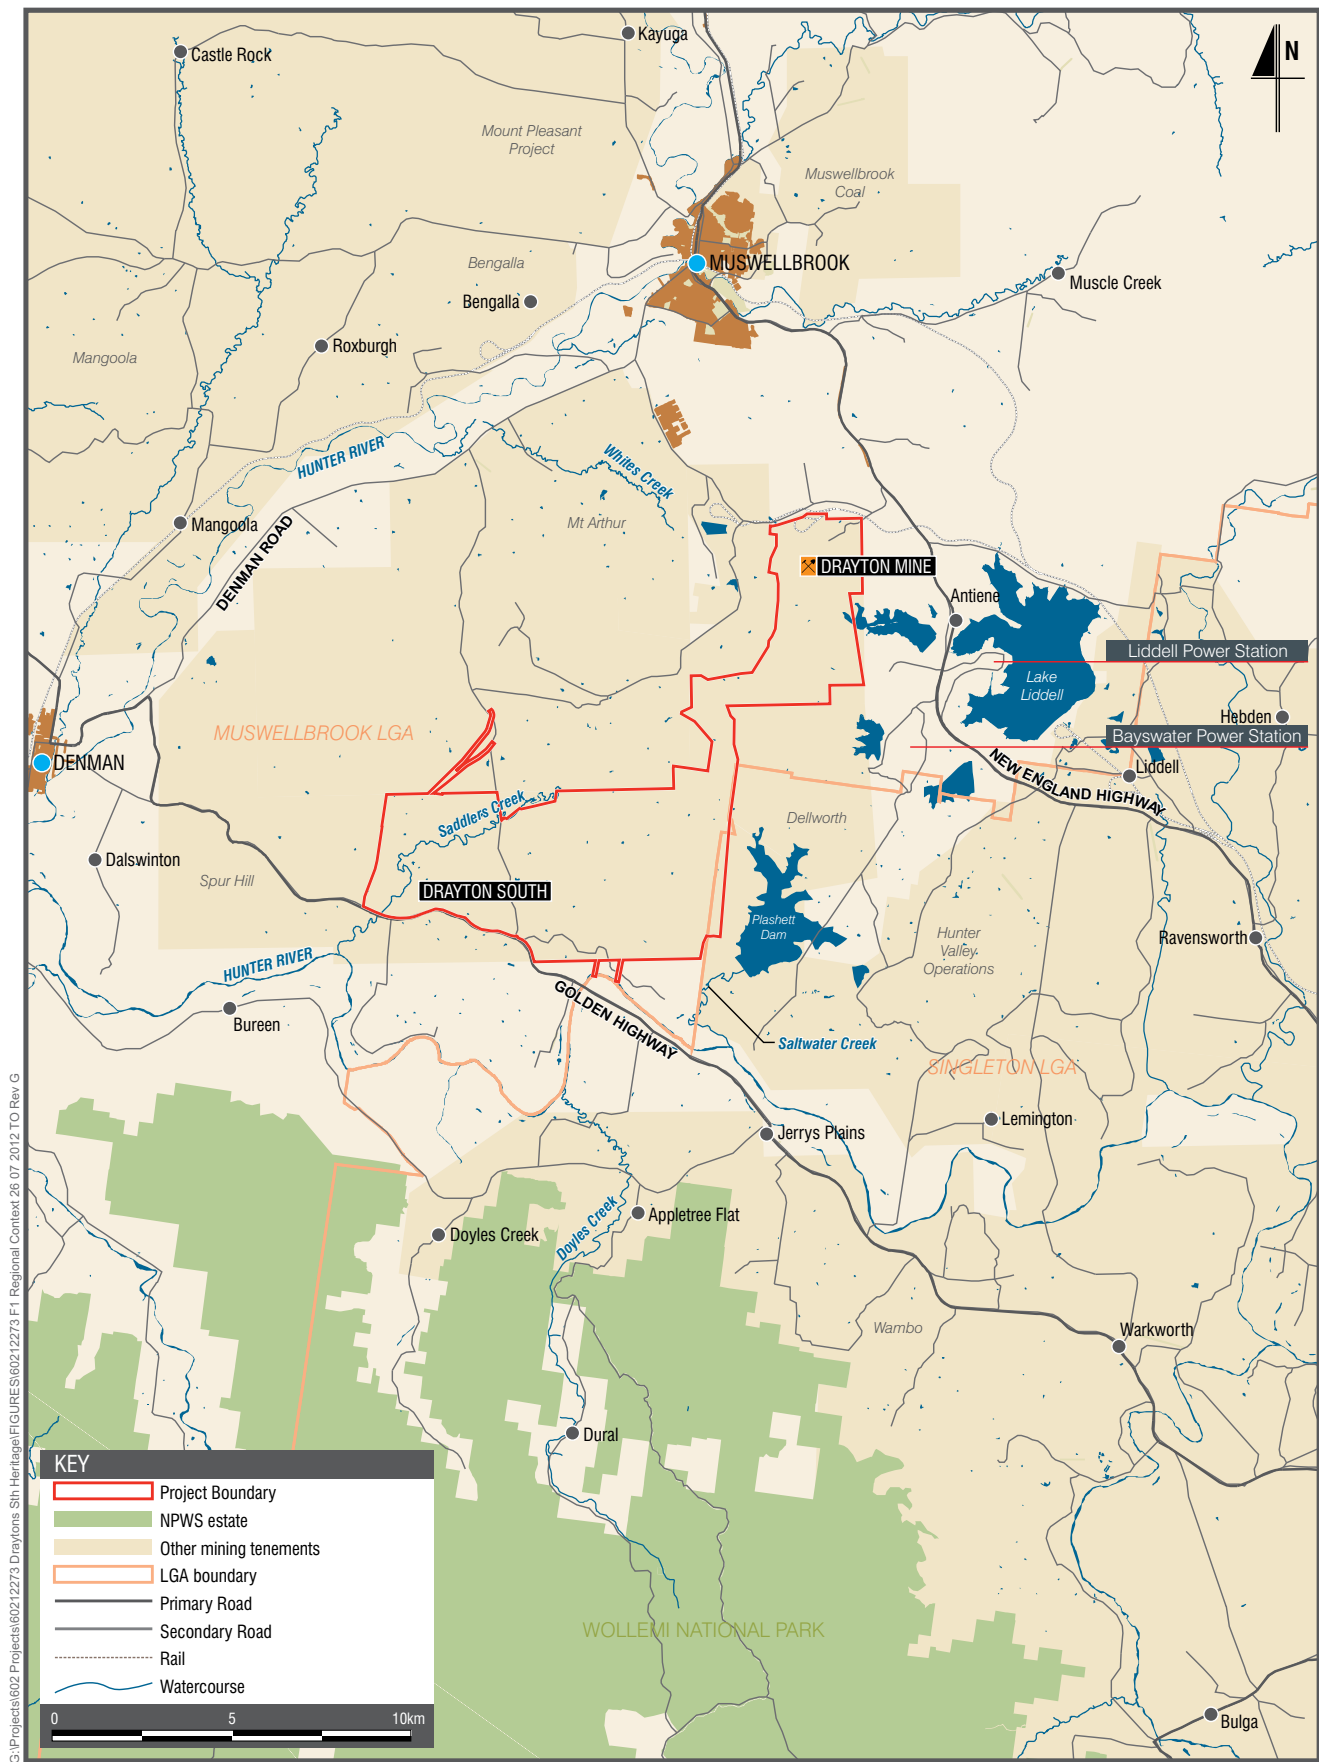 Castle Rock
Kayuga
N
Mount Pleasant
Project
Muswellbrook
Coal
Bengalla
MUSWELLBROOK
Muscle Creek
Bengalla
Roxburgh
Mangoola
HUNTER RIVER
Whites Creek
Mangoola
Mt Arthur
DENMAN ROAD
DRAYTON MINE
Antiene
Liddell Power Station
Lake
Liddell
Hebden
MUSWELLBROOK LGA
Bayswater Power Station
DENMAN
Liddell
NEW ENGLAND HIGHWAY
Saddlers Creek
Dellworth
Dalswinton
Spur Hill
DRAYTON SOUTH
Plashett
Dam
Hunter
Valley
Operations
Ravensworth
HUNTER RIVER
GOLDEN HIGHWAY
Bureen
Saltwater Creek
SINGLETON LGA
Lemington
Jerrys Plains
Appletree Flat
Doyles Creek
Doyles Creek
Wambo
Warkworth
Dural
WOLLEMI NATIONAL PARK
Bulga
KEY
Project Boundary
NPWS estate
Other mining tenements
LGA boundary
Primary Road
Secondary Road
Rail
Watercourse
0 5 10km
G:\Projects\602 Projects\60212273 Draytons Sth Heritage\FIGURES\60212273 F1 Regional Context 26 07 2012 TO Rev G